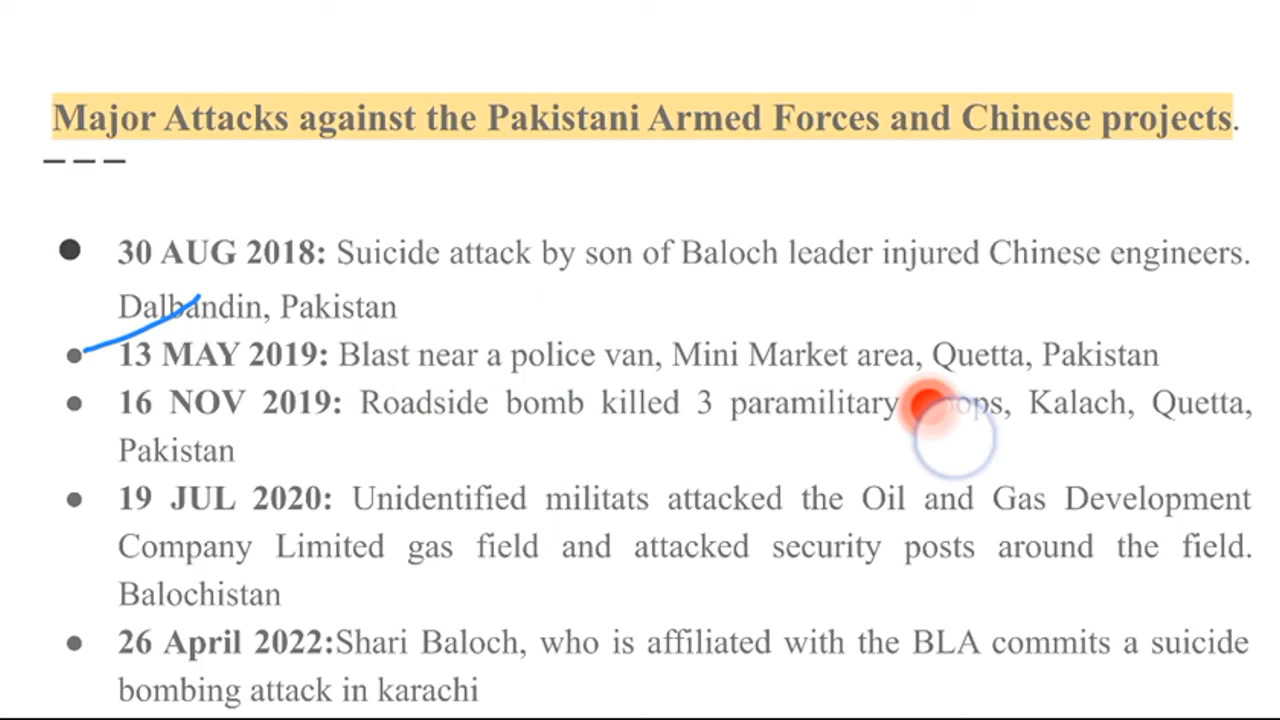 Major Attacks against the Pakistani Armed Forces and Chinese projects.
● 30 AUG 2018: Suicide attack by son of Baloch leader injured Chinese engineers.
Dalbandin, Pakistan
● 13 MAY 2019: Blast near a police van, Mini Market area, Quetta, Pakistan
● 16 NOV 2019: Roadside bomb killed 3 paramilitary Kalach, Quetta,
Pakistan
● 19 JUL 2020: Unidentified militats attacked the Oil and Gas Development
Company Limited gas field and attacked security posts around the field.
Balochistan
● 26 April 2022:Shari Baloch, who is affiliated with the BLA commits a suicide
bombing attack in karachi